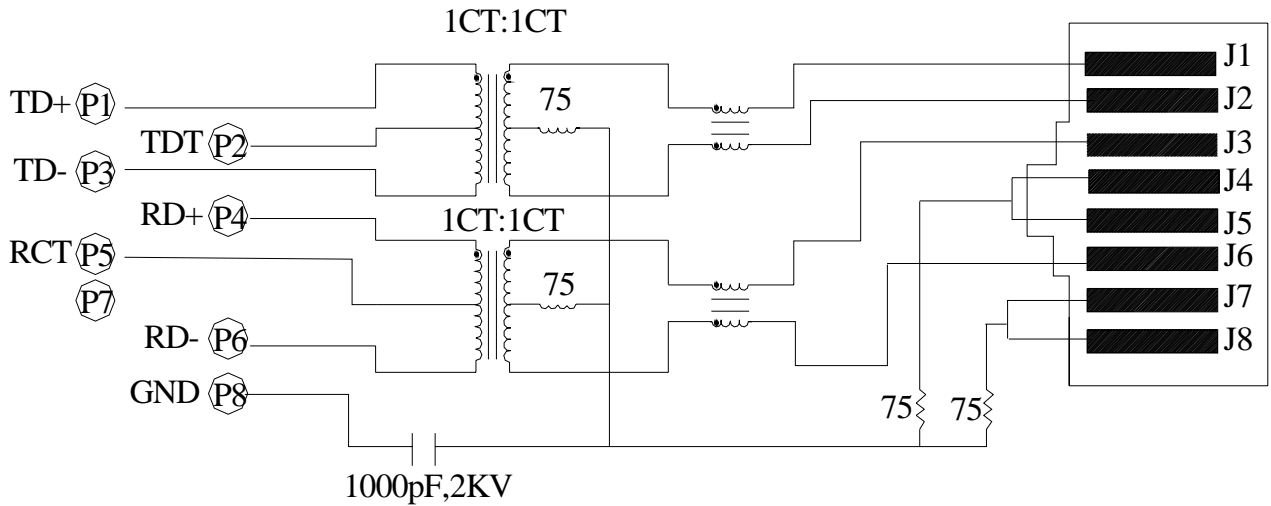 1CT:1CT
J1
TD+ P1
75
J2
TDT P2
J3
TD- P3
J4
RD+ P4
1CT:1CT
J5
RCT P5
J6
75
P7
J7
RD- P6
J8
GND P8
75
75
1000pF,2KV